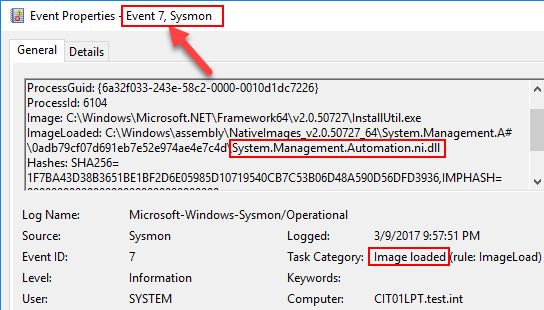 Event Properties - Event 7, Sysmon
General Details
ProcessGuid: {6a32f033-243e-58c2-0000-0010d1dc7226}
ProcessId: 6104
Image: C:\Windows\Microsoft.NET\Framework64\v2.0.50727\InstallUtil.exe
ImageLoaded: C:\Windows\assembly\NativeImages_v2.0.50727_64\System.Management.A#
\0adb79cf07d691eb7e52e974ae4e7c4d\System.Management.Automation.ni.dll
Hashes: SHA256=
1F7BA43D38B3651BE1BF2D6E05985D10719540CB7C53B06D48A590D56DFD3936,IMPHASH=
Log Name: Microsoft-Windows-Sysmon/Operational
Source: Sysmon Logged: 3/9/2017 9:57:51 PM
Event ID: 7 Task Category: Image loaded (rule: ImageLoad)
Level: Information Keywords:
User: SYSTEM Computer: CIT01LPT.test.int